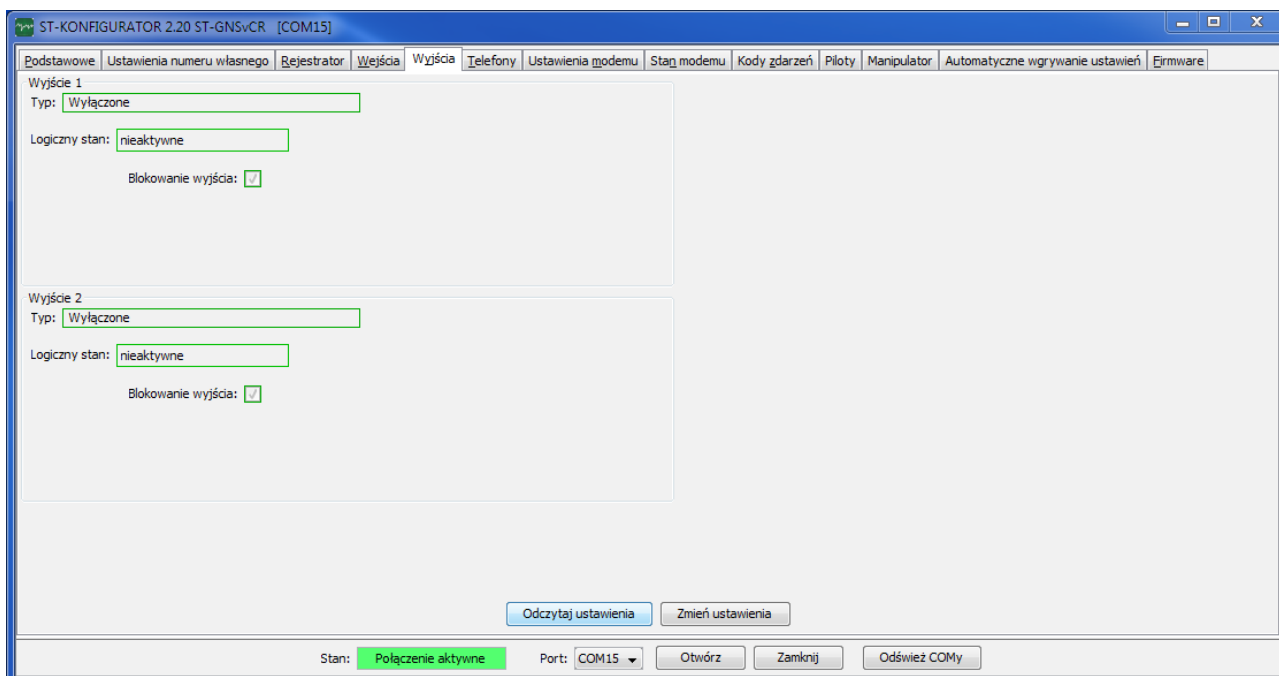 ST-KONFIGURATOR 2.20 ST-GNSvCR [COM15]
Podstawowe Ustawienia numeru własnego Rejestrator Wejścia Wyjścia Telefony Ustawienia modemu Stan modemu Kody zdarzeń Piloty Manipulator Automatyczne wgrywanie ustawień Firmware
Wyjście 1
Typ: Wyłączone
Logiczny stan: nieaktywne
Blokowanie wyjścia:
Wyjście 2
Typ: Wyłączone
Logiczny stan: nieaktywne
Blokowanie wyjścia:
Odczytaj ustawienia Zmień ustawienia
Stan: Połączenie aktywne Port: COM15 Otwórz Zamknij Odśwież COMy